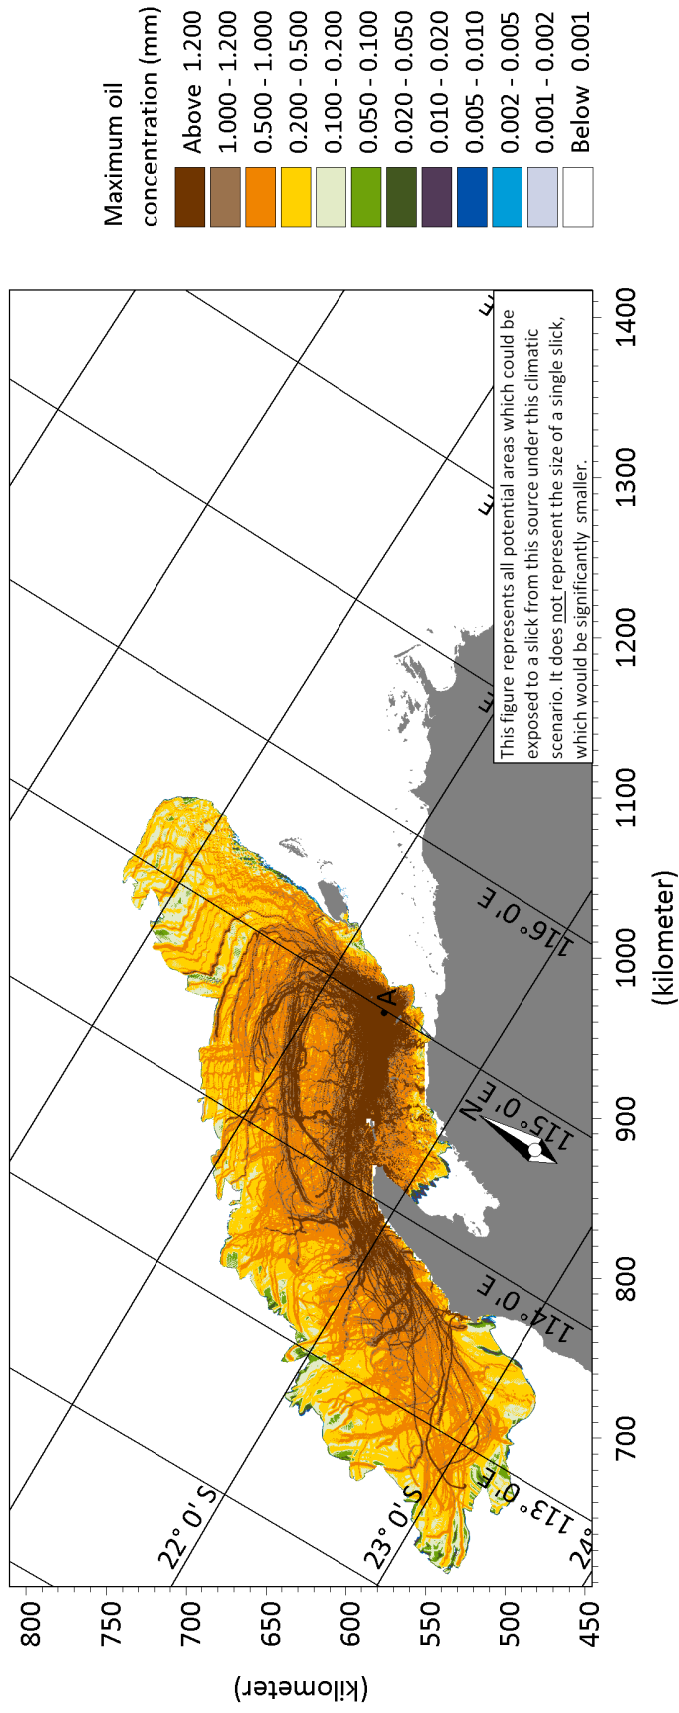 Maximum oil
concentration (mm)
Above 1.200
1.000 - 1.200
0.500 - 1.000
0.200 - 0.500
0.100 - 0.200
0.050 - 0.100
0.020 - 0.050
0.010 - 0.020
0.005 - 0.010
0.002 - 0.005
0.001 - 0.002
Below 0.001
(kilometer)
800
750
700
650
600
550
500
445
22° 0' S
23° 0' S
24°
113° 0' E
114° 0' E
115° 0' E
116° 0' E
E
E
E
A
N
This figure represents all potential areas which could be
exposed to a slick from this source under this climatic
scenario. It does not represent the size of a single slick,
which would be significantly smaller.
700
800
900
1000
1100
1200
1300
1400
(kilometer)